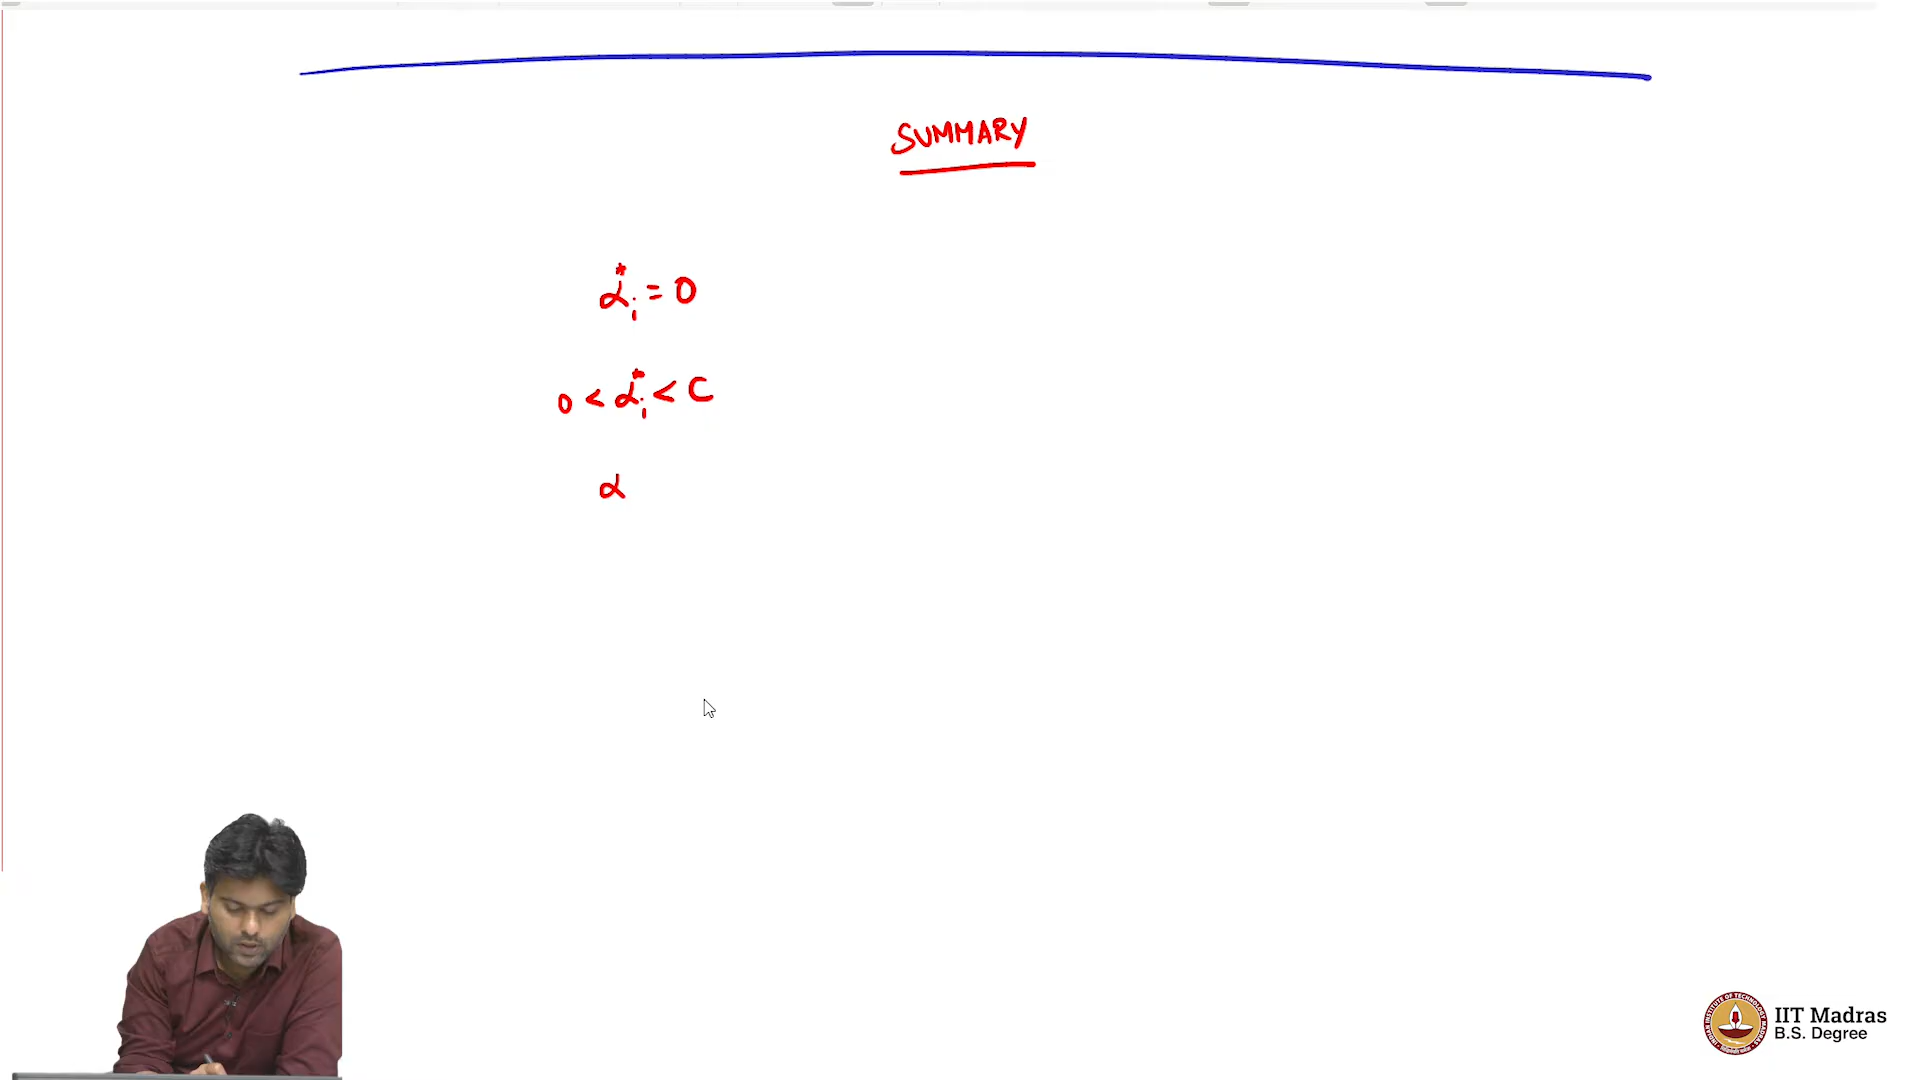 SUMMARY
α*ᵢ = 0
0 < α*ᵢ < C
α
IIT Madras
B.S. Degree